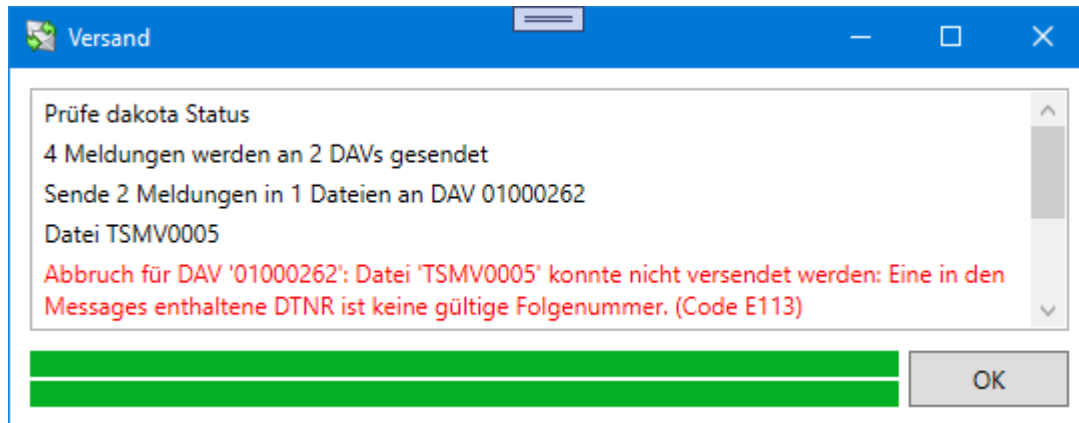 Versand
Prüfe dakota Status
4 Meldungen werden an 2 DAVs gesendet
Sende 2 Meldungen in 1 Dateien an DAV 01000262
Datei TSMV0005
Abbruch für DAV '01000262': Datei 'TSMV0005' konnte nicht versendet werden: Eine in den
Messages enthaltene DTNR ist keine gültige Folgenummer. (Code E113)
OK